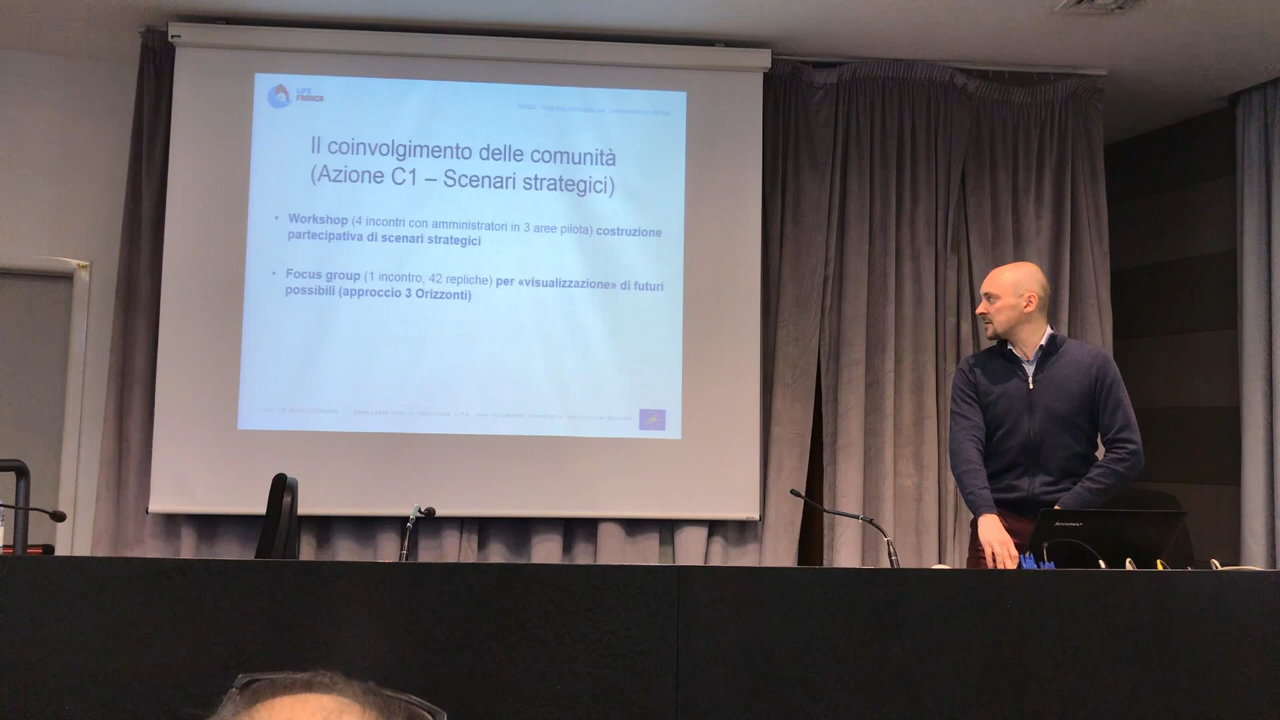 LIFE
FRANCA
Il coinvolgimento delle comunità
(Azione C1 – Scenari strategici)
• Workshop (4 incontri con amministratori in 3 aree pilota) costruzione
partecipativa di scenari strategici
• Focus group (1 incontro, 42 repliche) per «visualizzazione» di futuri
possibili (approccio 3 Orizzonti)
lenovo